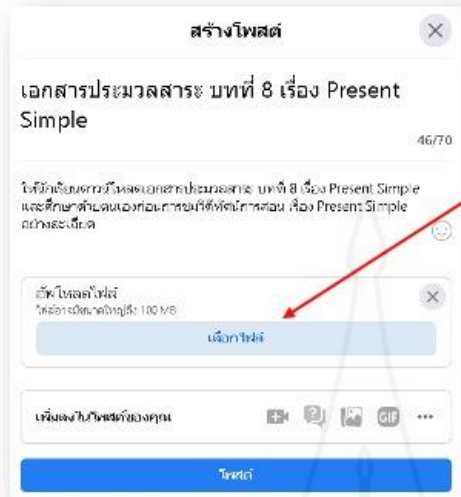 สร้างโพสต์
เอกสารประมวลสาระ บทที่ 8 เรื่อง Present
Simple
46/70
ให้นักเรียนดาวน์โหลดเอกสารประมวลสาระ บทที่ 8 เรื่อง Present Simple
และศึกษาด้วยตนเองก่อนการชมวีดิทัศน์การสอน เรื่อง Present Simple
อย่างละเอียด
อัพโหลดไฟล์
ไฟล์อาจมีขนาดใหญ่ถึง 100 MB
เลือกไฟล์
เพิ่มลงในโพสต์ของคุณ
GIF
โพสต์